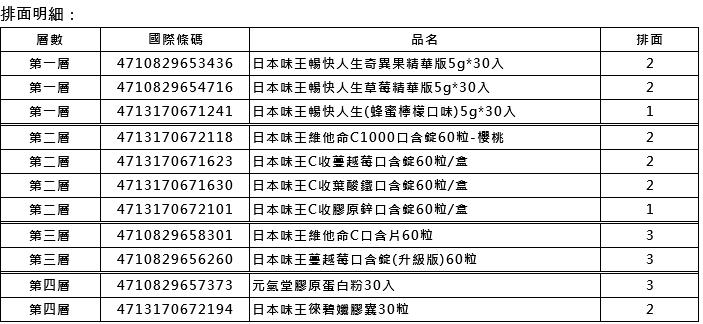 排面明細：
層數 國際條碼 品名 排面
第一層 4710829653436 日本味王暢快人生奇異果精華版5g*30入 2
第一層 4710829654716 日本味王暢快人生草莓精華版5g*30入 2
第一層 4713170671241 日本味王暢快人生(蜂蜜檸檬口味)5g*30入 1
第二層 4713170672118 日本味王維他命C1000口含錠60粒-櫻桃 2
第二層 4713170671623 日本味王C收蔓越莓口含錠60粒/盒 2
第二層 4713170671630 日本味王C收葉酸鐵口含錠60粒/盒 2
第二層 4713170672101 日本味王C收膠原鋅口含錠60粒/盒 1
第三層 4710829658301 日本味王維他命C口含片60粒 3
第三層 4710829656260 日本味王蔓越莓口含錠(升級版)60粒 3
第四層 4710829657373 元氣堂膠原蛋白粉30入 3
第四層 4713170672194 日本味王徠碧孅膠囊30粒 2